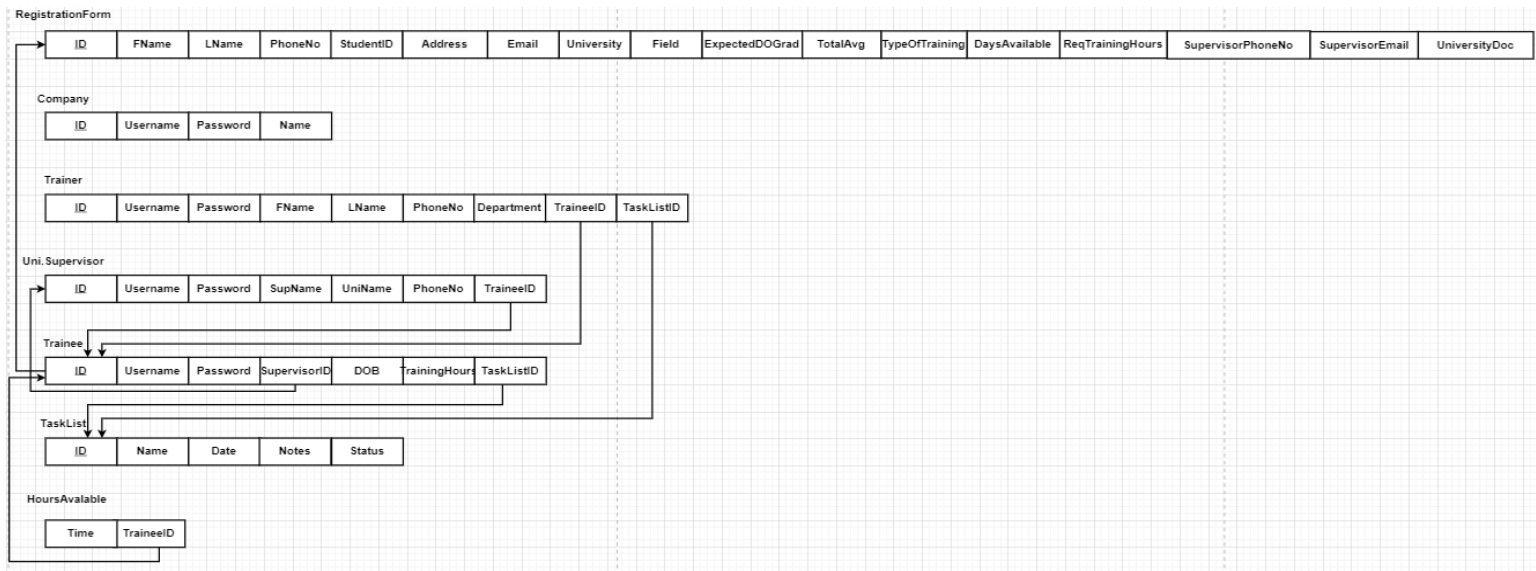 RegistrationForm
ID FName LName PhoneNo StudentID Address Email University Field ExpectedDOGrad TotalAvg TypeOfTraining DaysAvailable ReqTrainingHours SupervisorPhoneNo SupervisorEmail UniversityDoc
Company
ID Username Password Name
Trainer
ID Username Password FName LName PhoneNo Department TraineeID TaskListID
Uni.Supervisor
ID Username Password SupName UniName PhoneNo TraineeID
Trainee
ID Username Password SupervisorID DOB TrainingHours TaskListID
TaskList
ID Name Date Notes Status
HoursAvalable
Time TraineeID